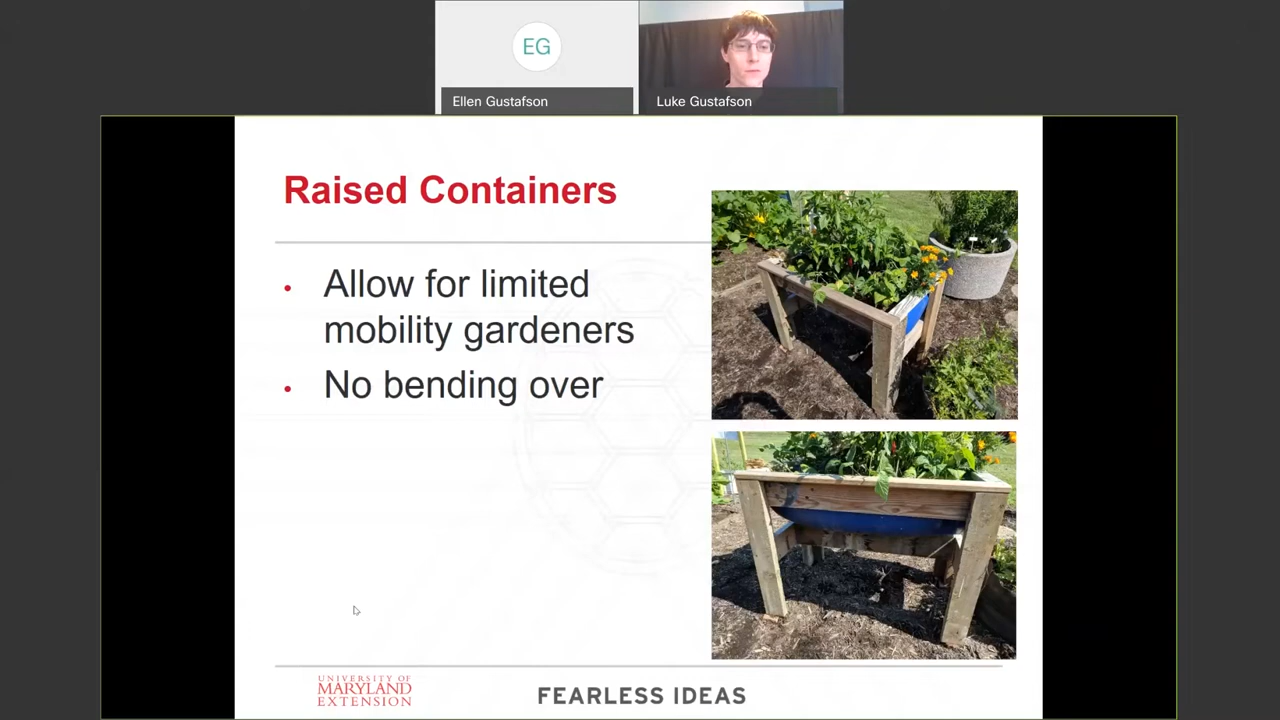 EG
Ellen Gustafson
Luke Gustafson
Raised Containers
• Allow for limited
mobility gardeners
• No bending over
UNIVERSITY OF
MARYLAND
EXTENSION
FEARLESS IDEAS